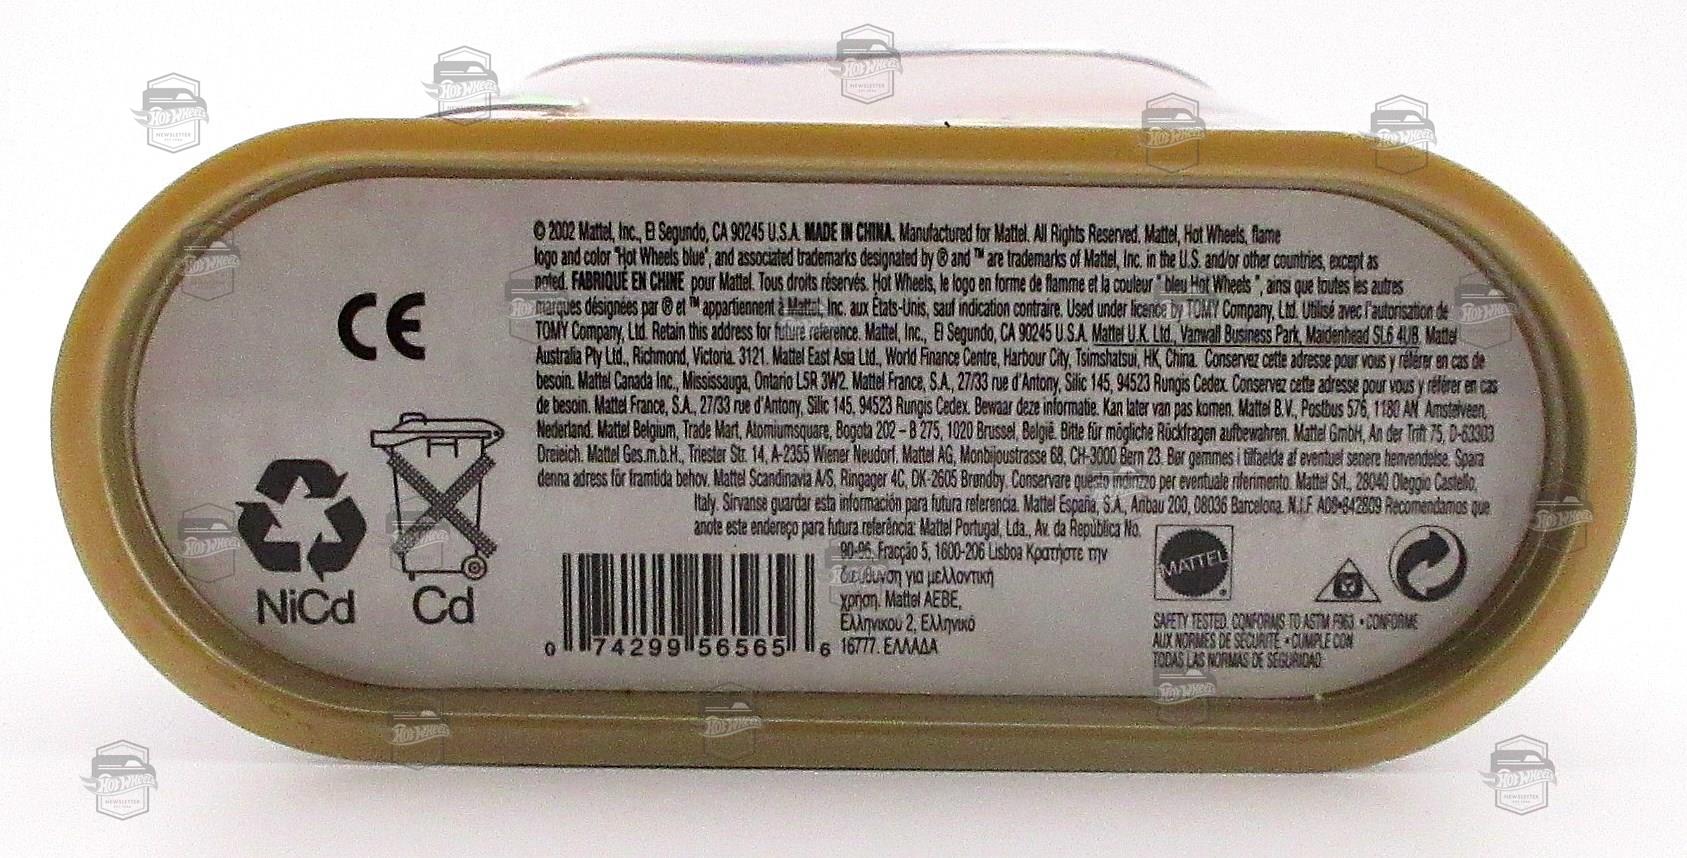 © 2002 Mattel, Inc., El Segundo, CA 90245 U.S.A. MADE IN CHINA. Manufactured for Mattel. All Rights Reserved. Mattel, Hot Wheels, flame
logo and color "Hot Wheels blue", and associated trademarks designated by ® and ™ are trademarks of Mattel, Inc. in the U.S. and/or other countries, except as
noted. FABRIQUÉ EN CHINE pour Mattel. Tous droits réservés. Hot Wheels, le logo en forme de flamme et la couleur " bleu Hot Wheels ", ainsi que toutes les autres
marques désignées par ® et ™ appartiennent à Mattel, Inc. aux États-Unis, sauf indication contraire. Used under licence by TOMY Company, Ltd. Utilisé avec l'autorisation de
TOMY Company, Ltd. Retain this address for future reference. Mattel, Inc., El Segundo, CA 90245 U.S.A. Mattel U.K. Ltd., Vanwall Business Park, Maidenhead SL6 4UB. Mattel
Australia Pty Ltd., Richmond, Victoria. 3121. Mattel East Asia Ltd., World Finance Centre, Harbour City, Tsimshatsui, HK, China. Conservez cette adresse pour vous y référer en cas de
besoin. Mattel Canada Inc., Mississauga, Ontario L5R 3W2. Mattel France, S.A., 27/33 rue d'Antony, Silic 145, 94523 Rungis Cedex. Conservez cette adresse pour vous y référer en cas
de besoin. Mattel France, S.A., 27/33 rue d'Antony, Silic 145, 94523 Rungis Cedex. Bewaar deze informatie. Kan later van pas komen. Mattel B.V., Postbus 576, 1180 AN Amstelveen,
Nederland. Mattel Belgium, Trade Mart, Atomiumsquare, Bogota 202 – B 275, 1020 Brussel, België. Bitte für mögliche Rückfragen aufbewahren. Mattel GmbH, An der Trift 75, D-63303
Dreieich. Mattel Ges.m.b.H., Triester Str. 14, A-2355 Wiener Neudorf. Mattel AG, Monbijoustrasse 68, CH-3000 Bern 23. Bør gemmes i tilfaelde af eventuel senere henvendelse. Spara
denna adress för framtida behov. Mattel Scandinavia A/S, Ringager 4C, DK-2605 Brøndby. Conservare questo indirizzo per eventuale riferimento. Mattel Srl., 28040 Oleggio Castello,
Italy. Sirvanse guardar esta información para futura referencia. Mattel España, S.A., Aribau 200, 08036 Barcelona. N.I.F. A08-842809 Recomendamos que
anote este endereço para futura referência: Mattel Portugal, Lda., Av. da República No.
90-96, Fracção 5, 1600-206 Lisboa Κρατήστε την
διεύθυνση για μελλοντική
χρήση. Mattel AEBE,
Ελληνικού 2, Ελληνικό
16777. ΕΛΛΑΔΑ
CE
NiCd
Cd
0 74299 56565 6
MATTEL
SAFETY TESTED. CONFORMS TO ASTM F963. • CONFORME
AUX NORMES DE SÉCURITÉ. • CUMPLE CON
TODAS LAS NORMAS DE SEGURIDAD.
Hot Wheels
NEWSLETTER